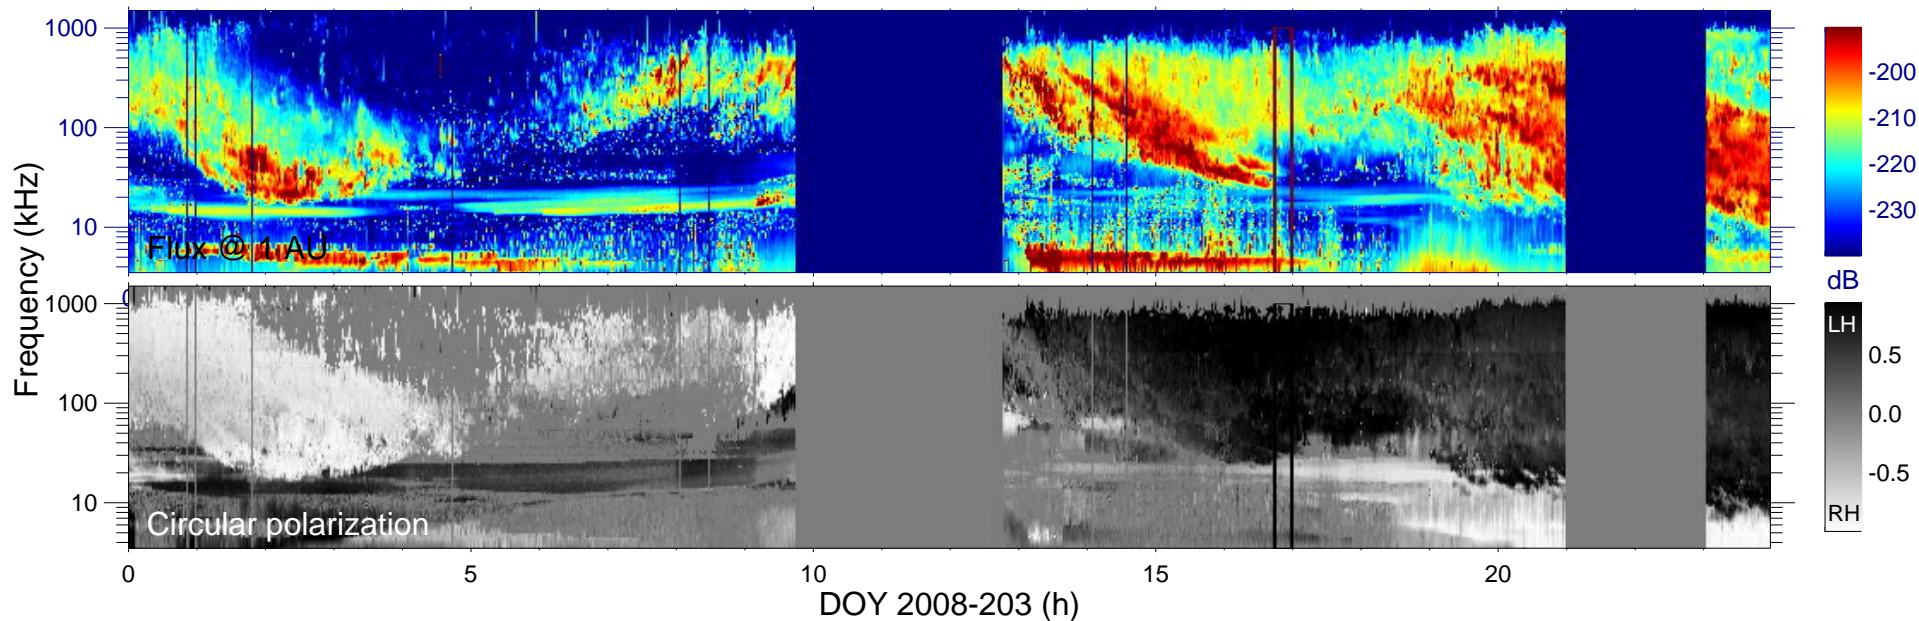 1000
100
10
Flux @ 1 AU
-200
-210
-220
-230
dB
Frequency (kHz)
1000
100
10
Circular polarization
LH
0.5
0.0
-0.5
RH
0 5 10 15 20
DOY 2008-203 (h)